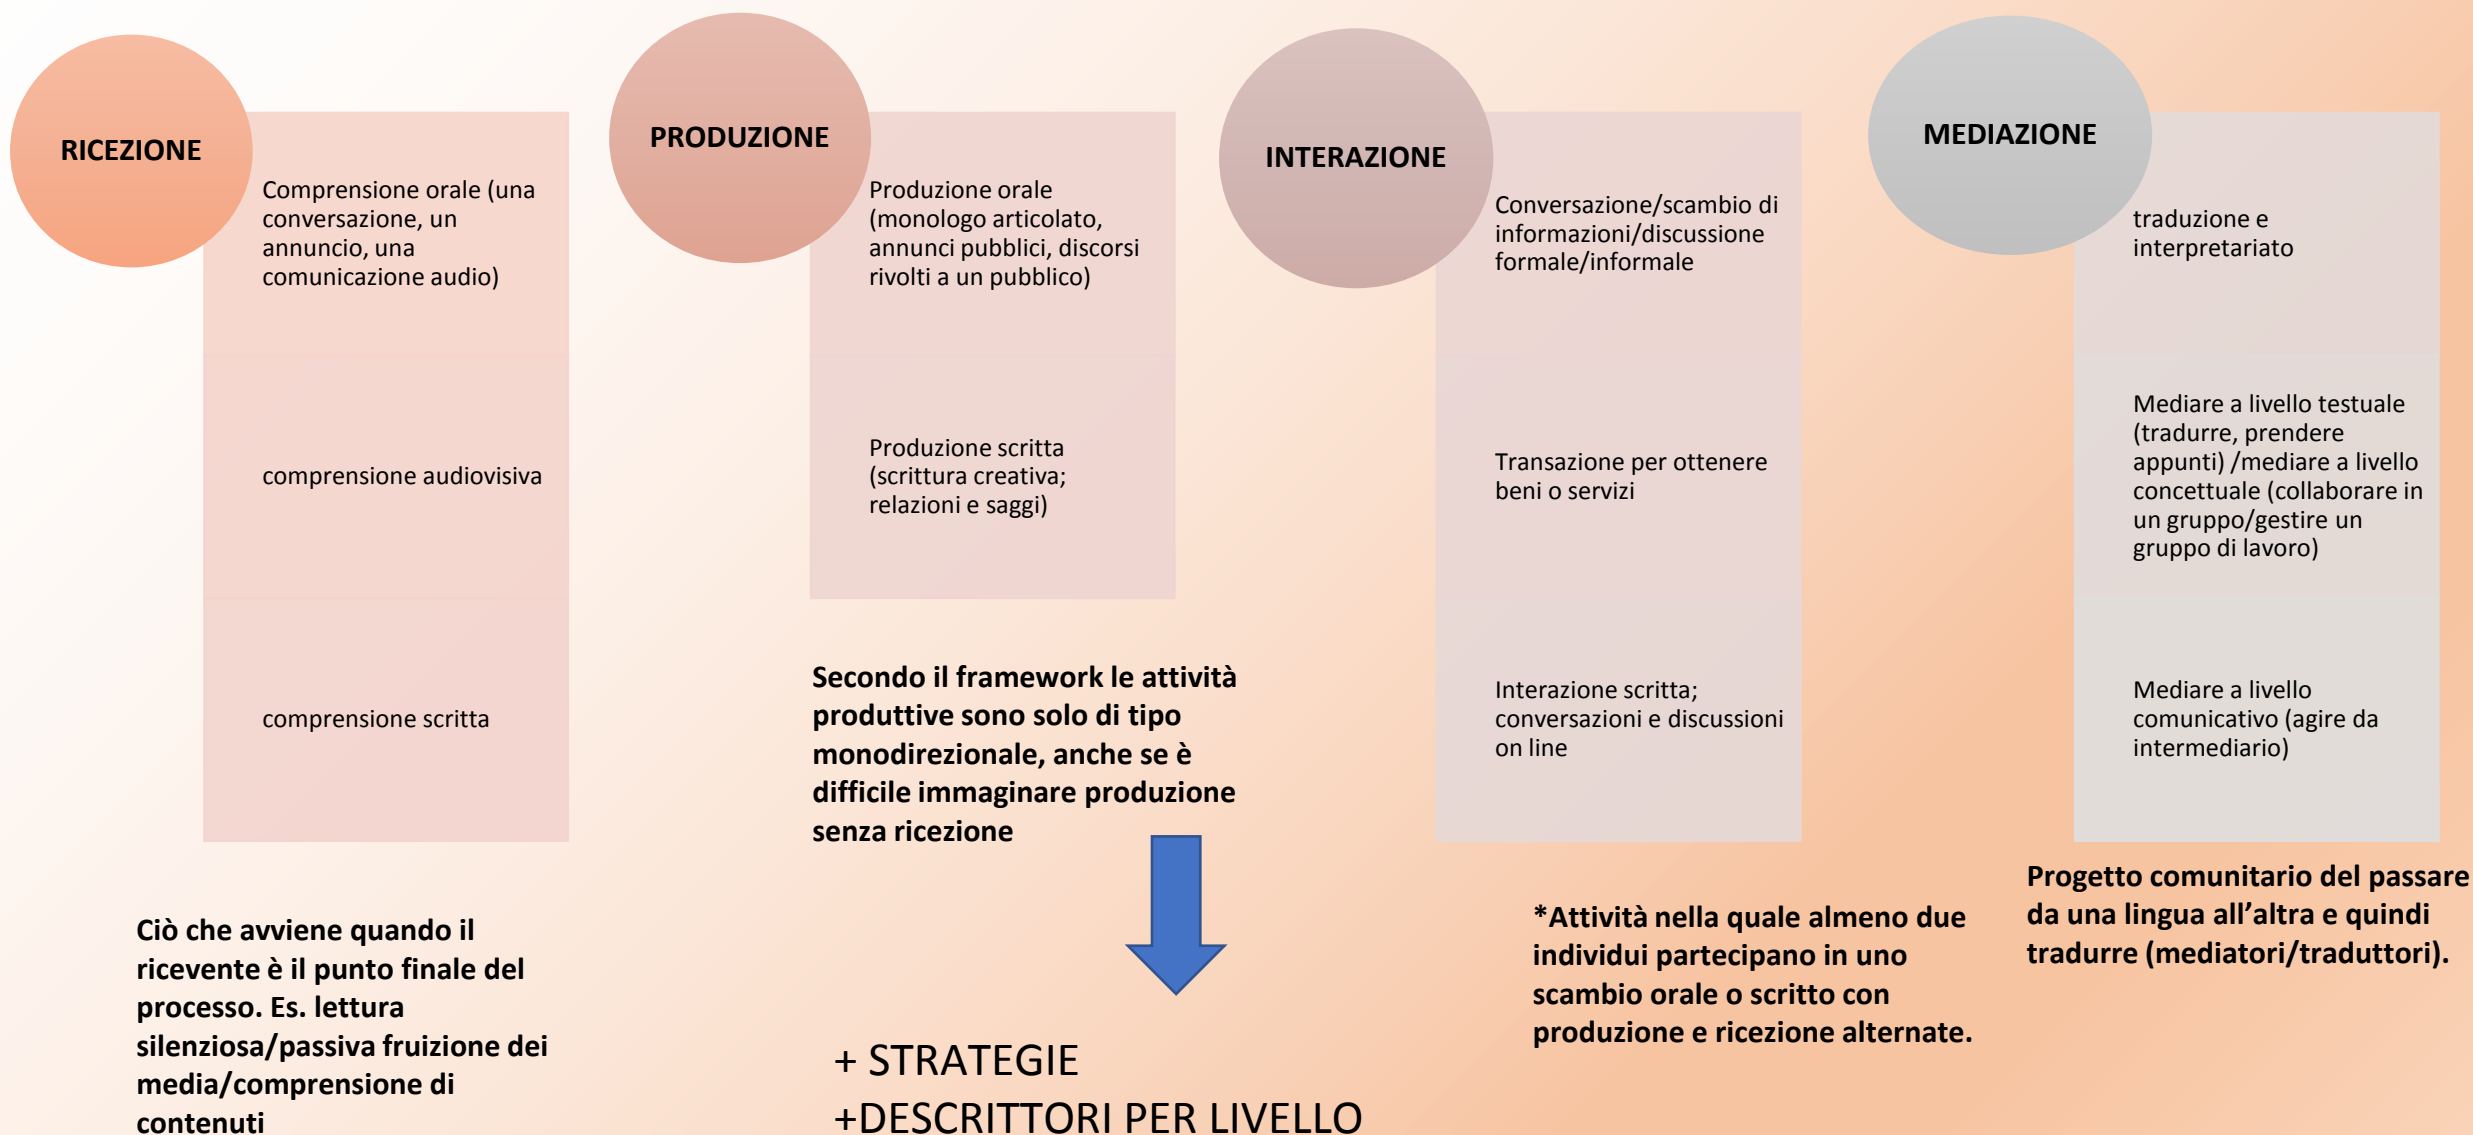 RICEZIONE
Comprensione orale (una
conversazione, un
annuncio, una
comunicazione audio)
comprensione audiovisiva
comprensione scritta
Ciò che avviene quando il
ricevente è il punto finale del
processo. Es. lettura
silenziosa/passiva fruizione dei
media/comprensione di
contenuti
PRODUZIONE
Produzione orale
(monologo articolato,
annunci pubblici, discorsi
rivolti a un pubblico)
Produzione scritta
(scrittura creativa;
relazioni e saggi)
Secondo il framework le attività
produttive sono solo di tipo
monodirezionale, anche se è
difficile immaginare produzione
senza ricezione
+ STRATEGIE
+DESCRITTORI PER LIVELLO
INTERAZIONE
Conversazione/scambio di
informazioni/discussione
formale/informale
Transazione per ottenere
beni o servizi
Interazione scritta;
conversazioni e discussioni
on line
*Attività nella quale almeno due
individui partecipano in uno
scambio orale o scritto con
produzione e ricezione alternate.
MEDIAZIONE
traduzione e
interpretariato
Mediare a livello testuale
(tradurre, prendere
appunti) /mediare a livello
concettuale (collaborare in
un gruppo/gestire un
gruppo di lavoro)
Mediare a livello
comunicativo (agire da
intermediario)
Progetto comunitario del passare
da una lingua all’altra e quindi
tradurre (mediatori/traduttori).